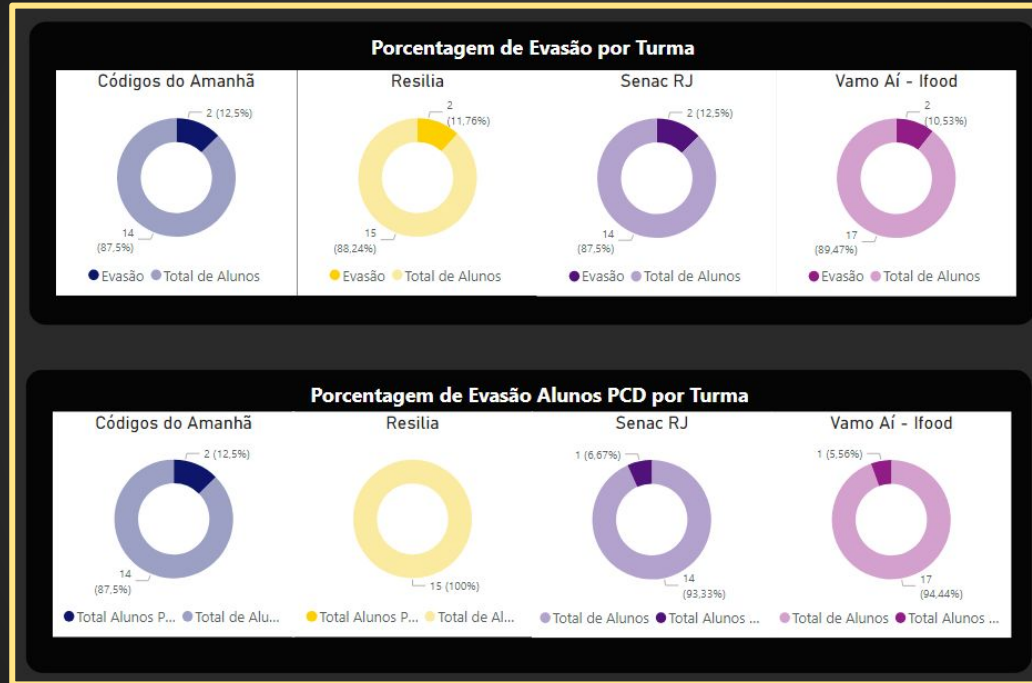 Porcentagem de Evasão por Turma
Códigos do Amanhã
2 (12,5%)
14
(87,5%)
Evasão Total de Alunos
Resilia
2
(11,76%)
15
(88,24%)
Evasão Total de Alunos
Senac RJ
2 (12,5%)
14
(87,5%)
Evasão Total de Alunos
Vamo Aí - Ifood
2
(10,53%)
17
(89,47%)
Evasão Total de Alunos
Porcentagem de Evasão Alunos PCD por Turma
Códigos do Amanhã
2 (12,5%)
14
(87,5%)
Total Alunos P... Total de Alu...
Resilia
15 (100%)
Total Alunos P... Total de Al...
Senac RJ
1 (6,67%)
14
(93,33%)
Total de Alunos Total Alunos ...
Vamo Aí - Ifood
1 (5,56%)
17
(94,44%)
Total de Alunos Total Alunos ...